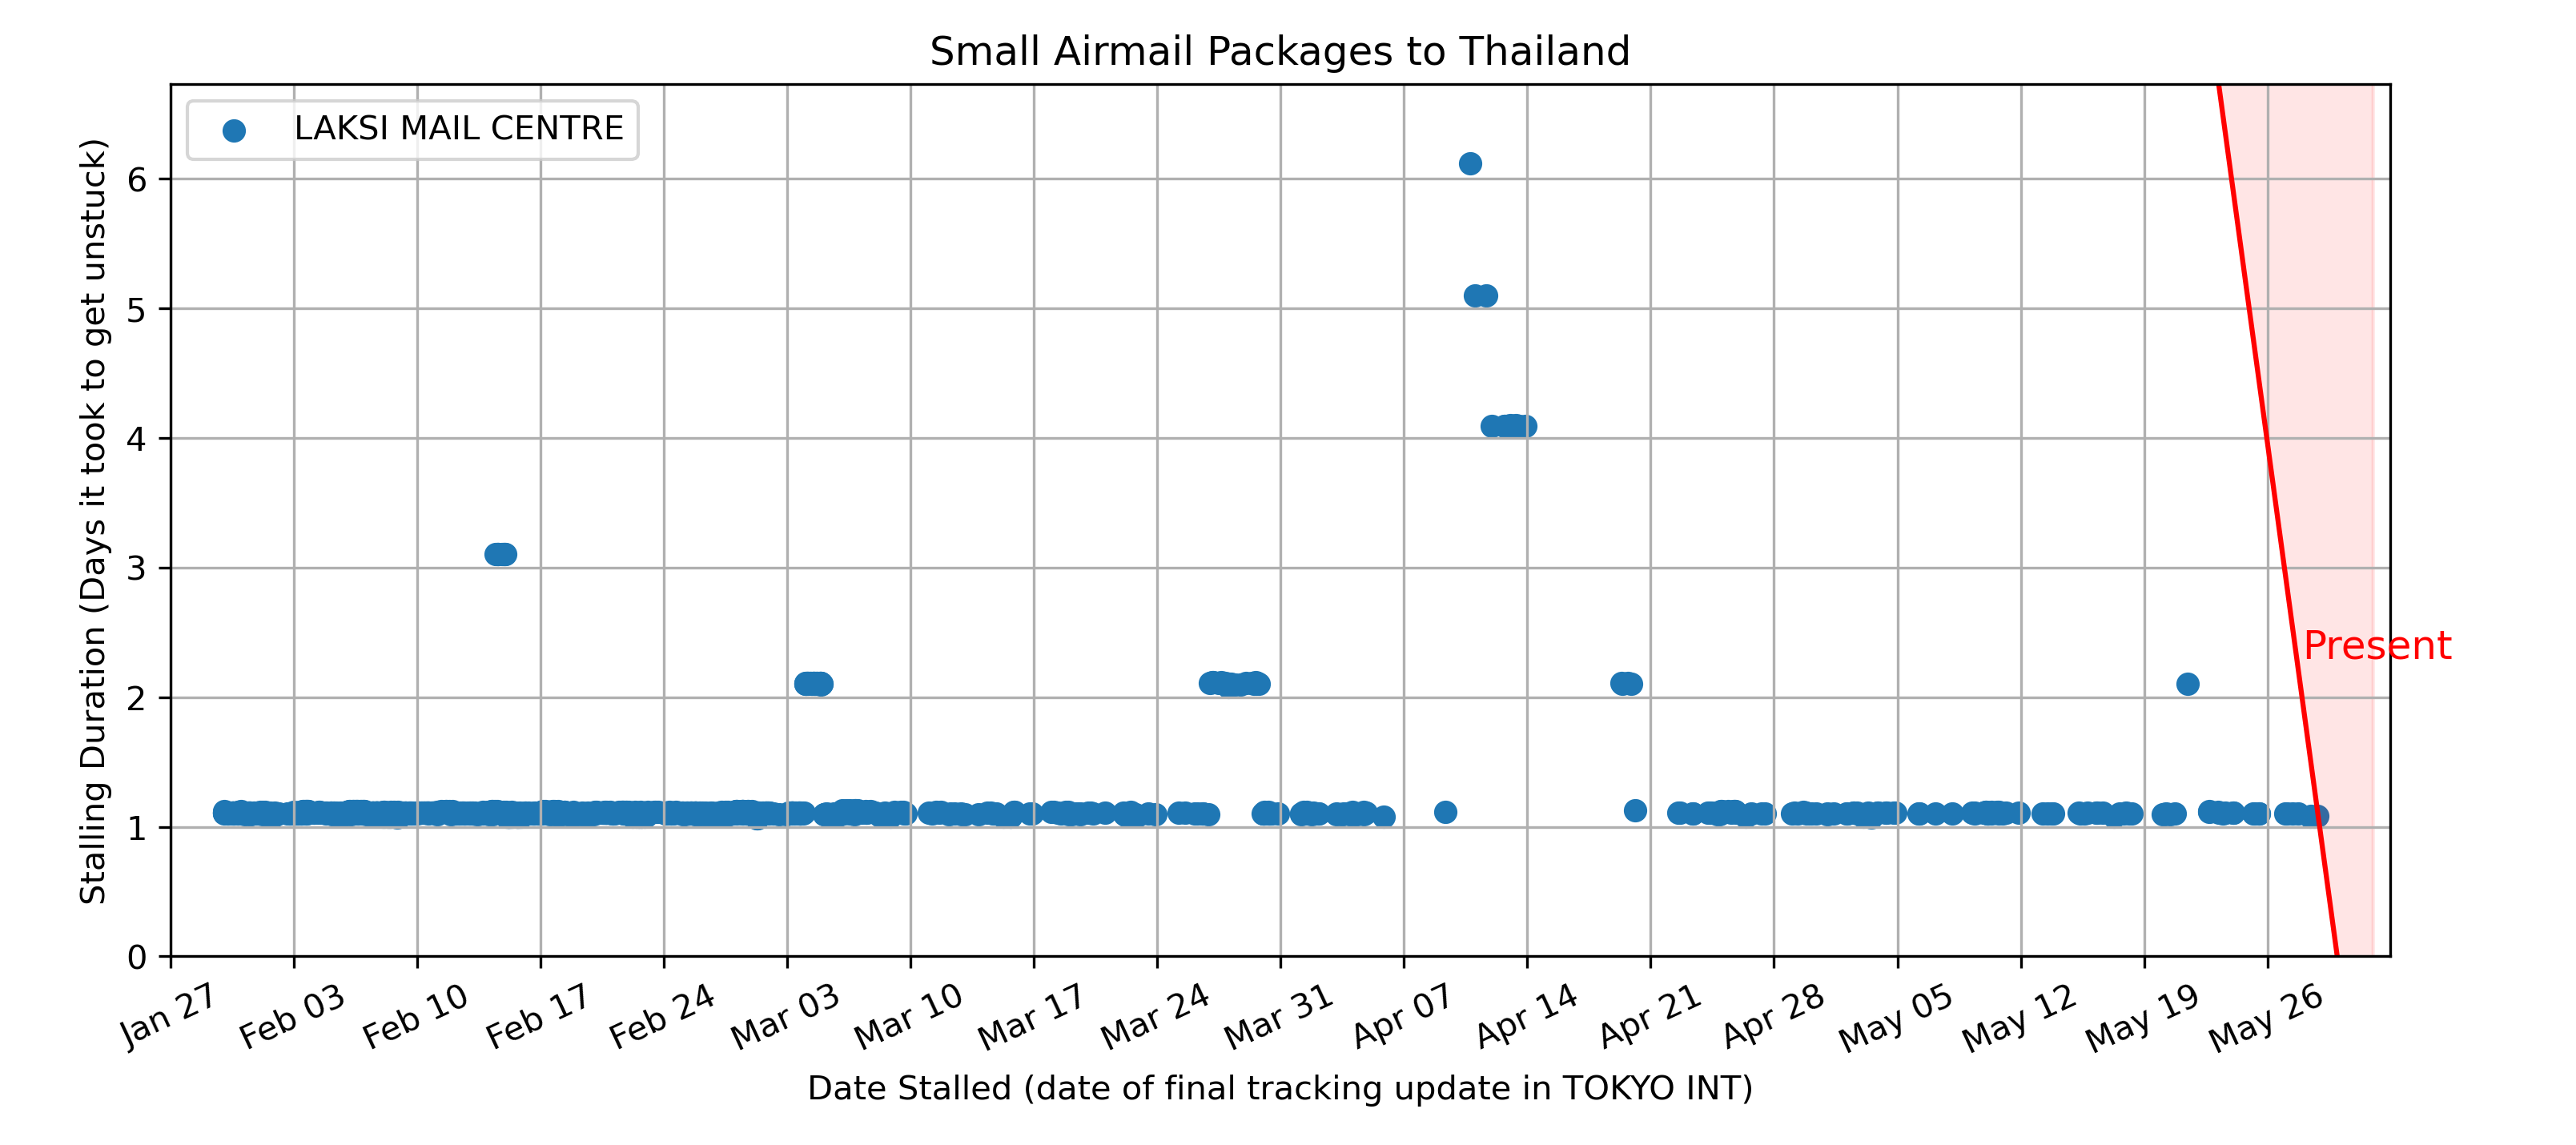 Small Airmail Packages to Thailand
LAKSI MAIL CENTRE
Stalling Duration (Days it took to get unstuck)
6
5
4
3
2
1
0
Present
Jan 27
Feb 03
Feb 10
Feb 17
Feb 24
Mar 03
Mar 10
Mar 17
Mar 24
Mar 31
Apr 07
Apr 14
Apr 21
Apr 28
May 05
May 12
May 19
May 26
Date Stalled (date of final tracking update in TOKYO INT)